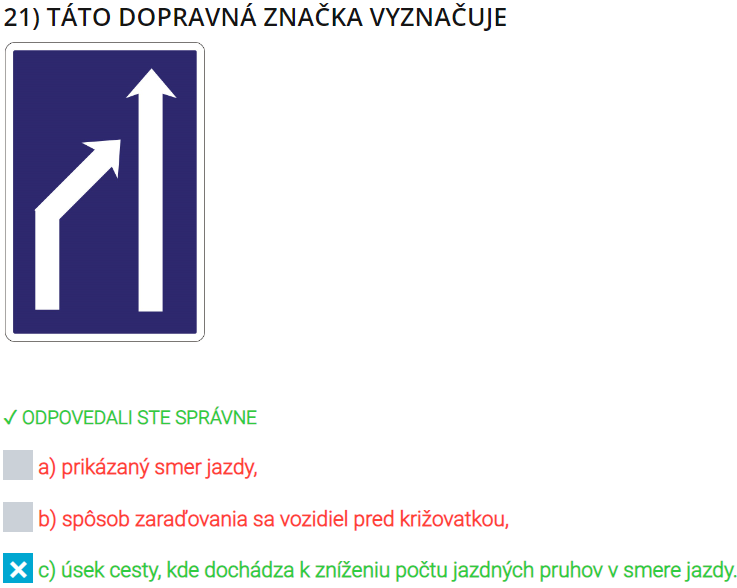 21) TÁTO DOPRAVNÁ ZNAČKA VYZNAČUJE
✓ ODPOVEDALI STE SPRÁVNE
a) prikázaný smer jazdy,
b) spôsob zaraďovania sa vozidiel pred križovatkou,
c) úsek cesty, kde dochádza k zníženiu počtu jazdných pruhov v smere jazdy.